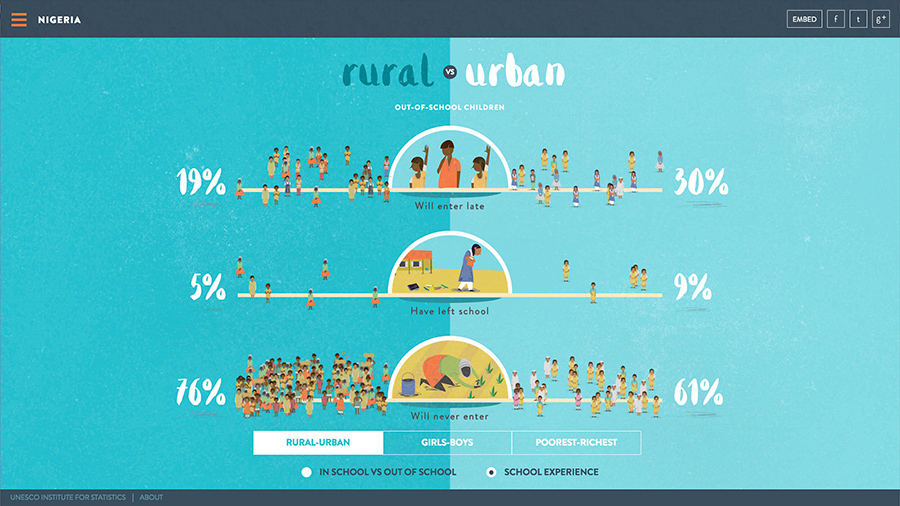 NIGERIA
EMBED f t g+
rural vs urban
OUT-OF-SCHOOL CHILDREN
19% 30%
Will enter late
5% 9%
Have left school
76% 61%
Will never enter
RURAL-URBAN GIRLS-BOYS POOREST-RICHEST
IN SCHOOL VS OUT OF SCHOOL SCHOOL EXPERIENCE
UNESCO INSTITUTE FOR STATISTICS | ABOUT